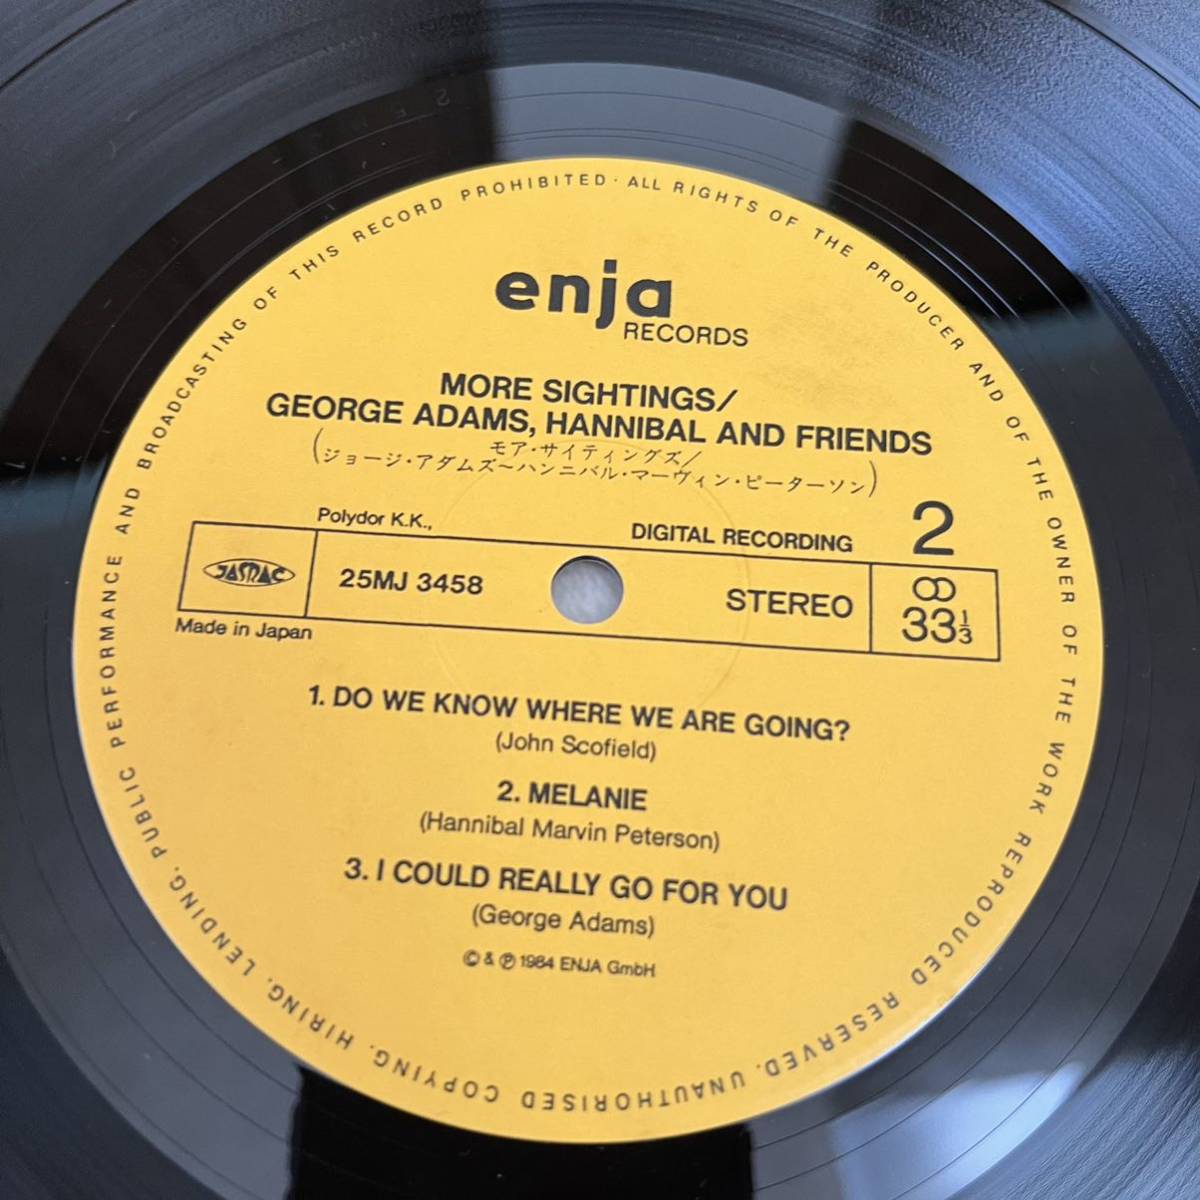 enja
RECORDS
MORE SIGHTINGS/
GEORGE ADAMS, HANNIBAL AND FRIENDS
(モア・サイティングズ/
ジョージ・アダムズ~ハンニバル・マーヴィン・ピーターソン)
Polydor K.K.,
DIGITAL RECORDING
2
JASRAC
25MJ 3458
STEREO
33 1/3
Made in Japan
1. DO WE KNOW WHERE WE ARE GOING?
(John Scofield)
2. MELANIE
(Hannibal Marvin Peterson)
3. I COULD REALLY GO FOR YOU
(George Adams)
© & ℗ 1984 ENJA GmbH
ALL RIGHTS OF THE PRODUCER AND OF THE OWNER OF THE WORK REPRODUCED RESERVED. UNAUTHORISED COPYING, HIRING, LENDING, PUBLIC PERFORMANCE AND BROADCASTING OF THIS RECORD PROHIBITED ·